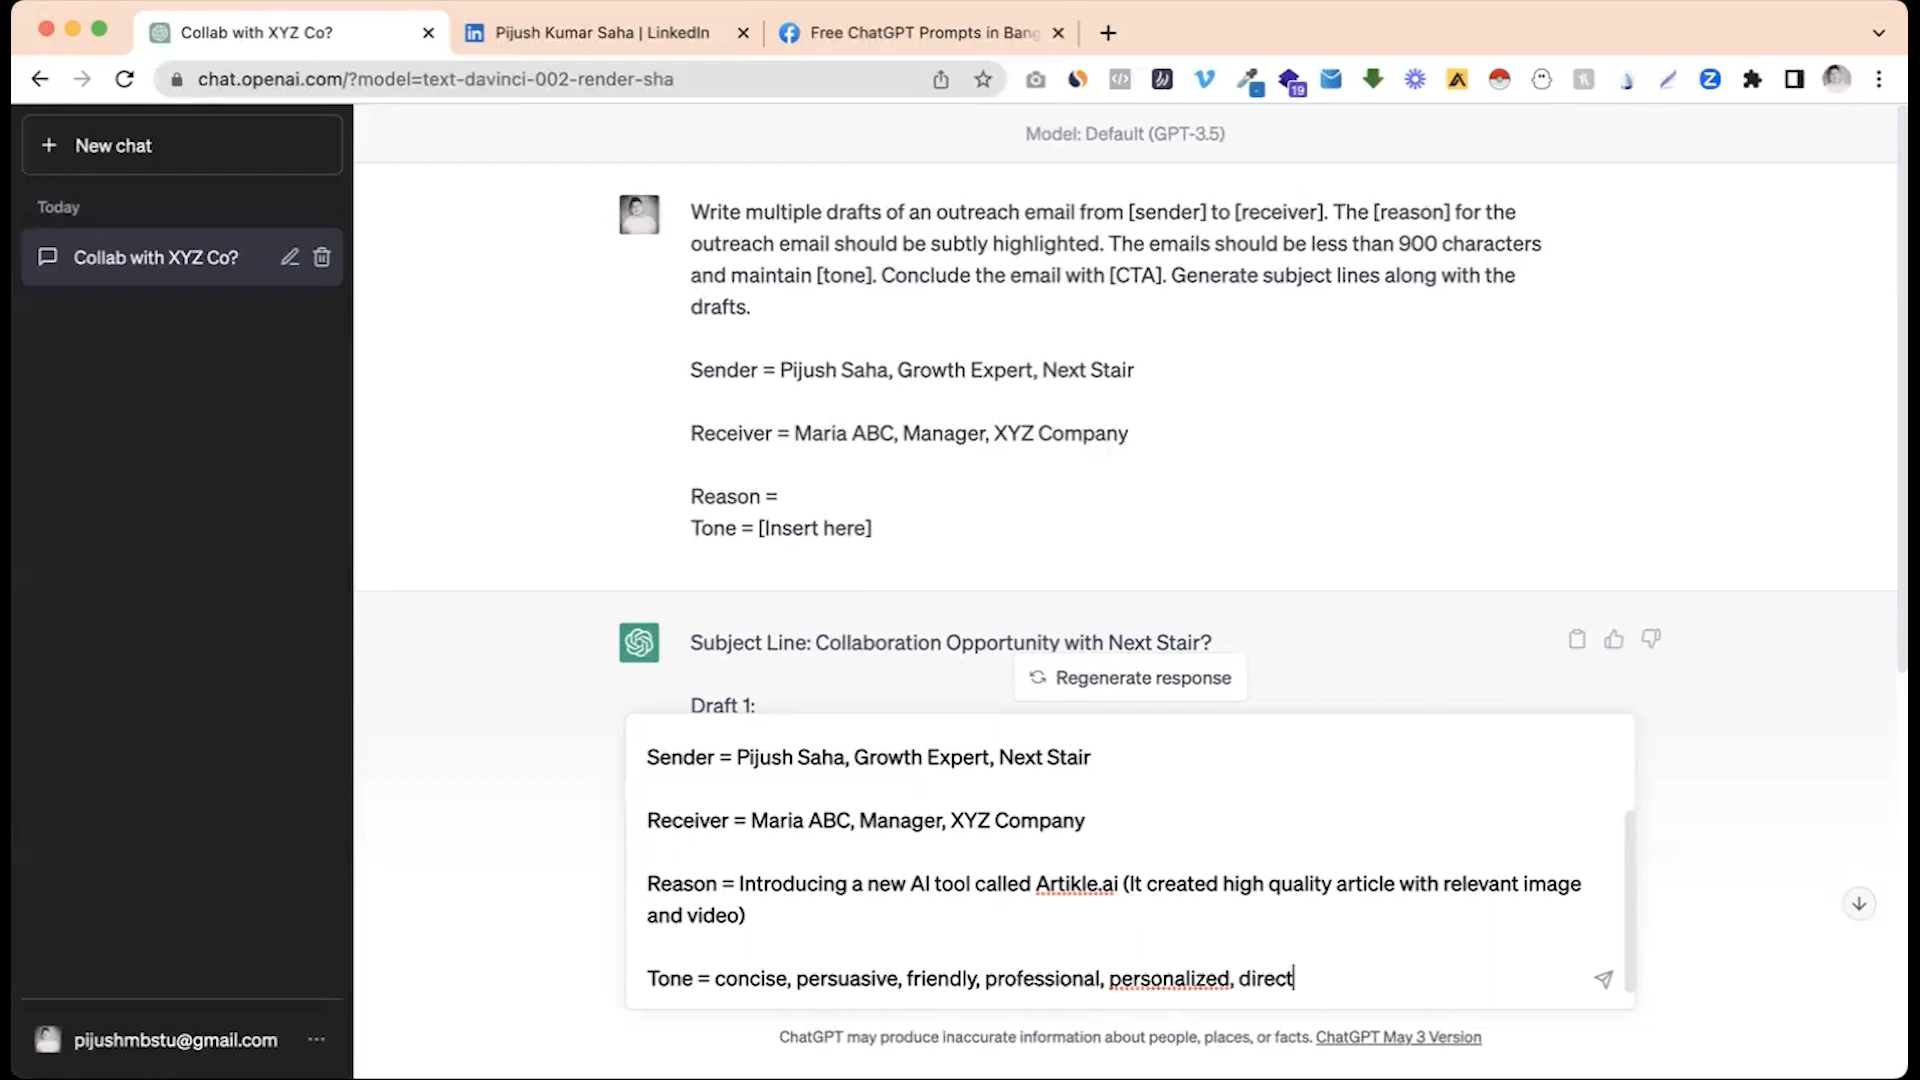 Collab with XYZ Co?
Pijush Kumar Saha | LinkedIn
Free ChatGPT Prompts in Bang
chat.openai.com/?model=text-davinci-002-render-sha
19
New chat
Model: Default (GPT-3.5)
Today
Collab with XYZ Co?
Write multiple drafts of an outreach email from [sender] to [receiver]. The [reason] for the
outreach email should be subtly highlighted. The emails should be less than 900 characters
and maintain [tone]. Conclude the email with [CTA]. Generate subject lines along with the
drafts.
Sender = Pijush Saha, Growth Expert, Next Stair
Receiver = Maria ABC, Manager, XYZ Company
Reason =
Tone = [Insert here]
Subject Line: Collaboration Opportunity with Next Stair?
Regenerate response
Draft 1:
Sender = Pijush Saha, Growth Expert, Next Stair
Receiver = Maria ABC, Manager, XYZ Company
Reason = Introducing a new AI tool called Artikle.ai (It created high quality article with relevant image
and video)
Tone = concise, persuasive, friendly, professional, personalized, direct
pijushmbstu@gmail.com
ChatGPT may produce inaccurate information about people, places, or facts. ChatGPT May 3 Version